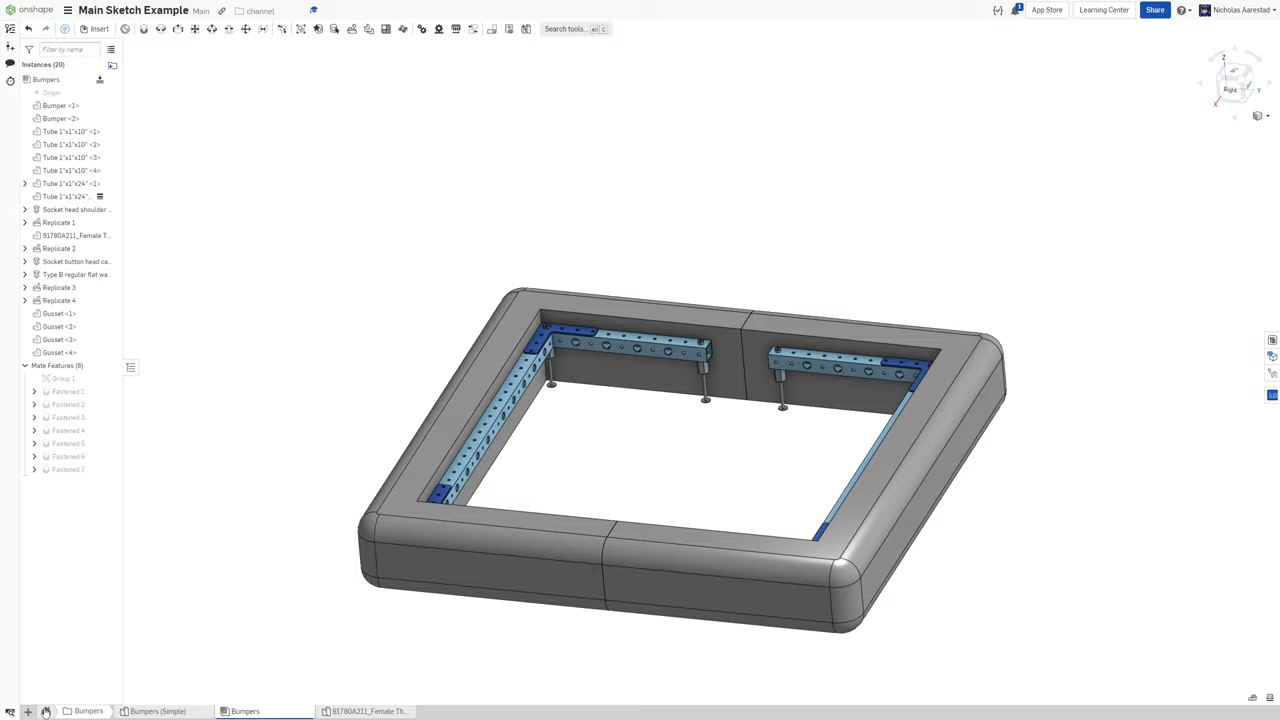 onshape
Main Sketch Example
Main
channel
1
App Store
Learning Center
Share
Nicholas Aarestad
Insert
Search tools...
alt C
Filter by name
Instances (20)
Bumpers
Origin
Bumper <1>
Bumper <2>
Tube 1"x1"x10" <1>
Tube 1"x1"x10" <2>
Tube 1"x1"x10" <3>
Tube 1"x1"x10" <4>
Tube 1"x1"x24" <1>
Tube 1"x1"x24"...
Socket head shoulder ...
Replicate 1
91780A211_Female T...
Replicate 2
Socket button head ca...
Type B regular flat wa...
Replicate 3
Replicate 4
Gusset <1>
Gusset <2>
Gusset <3>
Gusset <4>
Mate Features (8)
Group 1
Fastened 1
Fastened 2
Fastened 3
Fastened 4
Fastened 5
Fastened 6
Fastened 7
Z
Right
Y
X
Bumpers
Bumpers (Simple)
Bumpers
91780A211_Female Th...